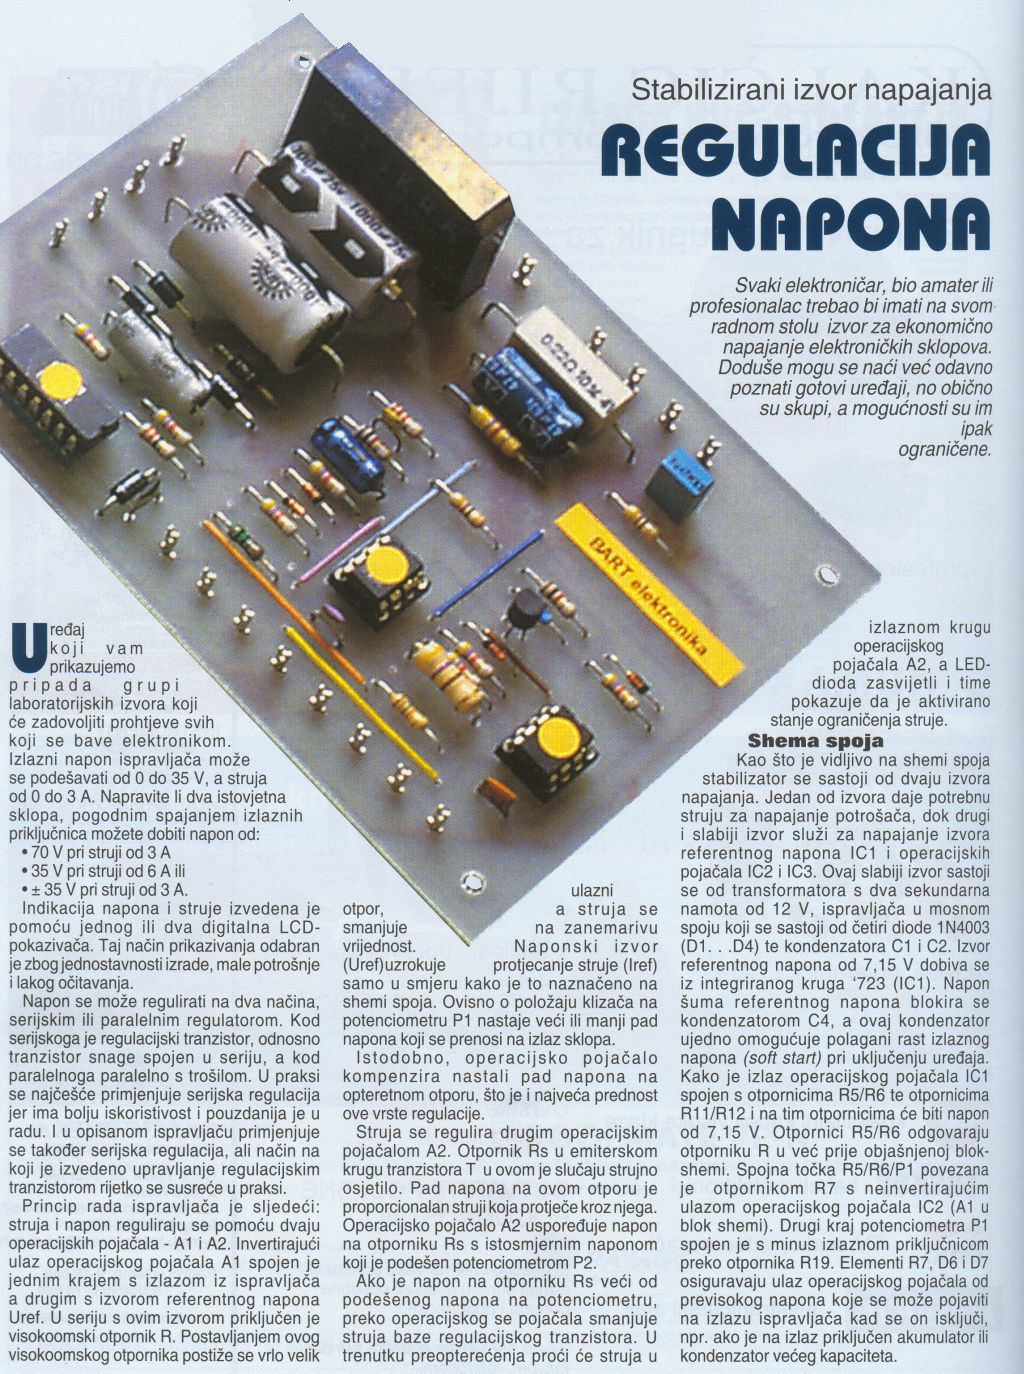 Stabilizirani izvor napajanja
REGULACIJA
NAPONA
Svaki elektroničar, bio amater ili
profesionalac trebao bi imati na svom
radnom stolu izvor za ekonomično
napajanje elektroničkih sklopova.
Doduše mogu se naći već odavno
poznati gotovi uređaji, no obično
su skupi, a mogućnosti su im
ipak
ograničene.
1000
0.22Ω 10% 4
BART elektronika
Uređaj
koji vam
prikazujemo
pripada grupi
laboratorijskih izvora koji
će zadovoljiti prohtjeve svih
koji se bave elektronikom.
Izlazni napon ispravljača može
se podešavati od 0 do 35 V, a struja
od 0 do 3 A. Napravite li dva istovjetna
sklopa, pogodnim spajanjem izlaznih
priključnica možete dobiti napon od:
• 70 V pri struji od 3 A
• 35 V pri struji od 6 A ili
• ± 35 V pri struji od 3 A.
Indikacija napona i struje izvedena je
pomoću jednog ili dva digitalna LCD-
pokazivača. Taj način prikazivanja odabran
je zbog jednostavnosti izrade, male potrošnje
i lakog očitavanja.
Napon se može regulirati na dva načina,
serijskim ili paralelnim regulatorom. Kod
serijskoga je regulacijski tranzistor, odnosno
tranzistor snage spojen u seriju, a kod
paralelnoga paralelno s trošilom. U praksi
se najčešće primjenjuje serijska regulacija
jer ima bolju iskoristivost i pouzdanija je u
radu. I u opisanom ispravljaču primjenjuje
se također serijska regulacija, ali način na
koji je izvedeno upravljanje regulacijskim
tranzistorom rijetko se susreće u praksi.
Princip rada ispravljača je sljedeći:
struja i napon reguliraju se pomoću dvaju
operacijskih pojačala - A1 i A2. Invertirajući
ulaz operacijskog pojačala A1 spojen je
jednim krajem s izlazom iz ispravljača
a drugim s izvorom referentnog napona
Uref. U seriju s ovim izvorom priključen je
visokoomski otpornik R. Postavljanjem ovog
visokoomskog otpornika postiže se vrlo velik
ulazni
otpor, a struja se
smanjuje na zanemarivu
vrijednost. Naponski izvor
(Uref)uzrokuje protjecanje struje (Iref)
samo u smjeru kako je to naznačeno na
shemi spoja. Ovisno o položaju klizača na
potenciometru P1 nastaje veći ili manji pad
napona koji se prenosi na izlaz sklopa.
Istodobno, operacijsko pojačalo
kompenzira nastali pad napona na
opteretnom otporu, što je i najveća prednost
ove vrste regulacije.
Struja se regulira drugim operacijskim
pojačalom A2. Otpornik Rs u emiterskom
krugu tranzistora T u ovom je slučaju strujno
osjetilo. Pad napona na ovom otporu je
proporcionalan struji koja protječe kroz njega.
Operacijsko pojačalo A2 uspoređuje napon
na otporniku Rs s istosmjernim naponom
koji je podešen potenciometrom P2.
Ako je napon na otporniku Rs veći od
podešenog napona na potenciometru,
preko operacijskog se pojačala smanjuje
struja baze regulacijskog tranzistora. U
trenutku preopterećenja proći će struja u
izlaznom krugu
operacijskog
pojačala A2, a LED-
dioda zasvijetli i time
pokazuje da je aktivirano
stanje ograničenja struje.
Shema spoja
Kao što je vidljivo na shemi spoja
stabilizator se sastoji od dvaju izvora
napajanja. Jedan od izvora daje potrebnu
struju za napajanje potrošača, dok drugi
i slabiji izvor služi za napajanje izvora
referentnog napona IC1 i operacijskih
pojačala IC2 i IC3. Ovaj slabiji izvor sastoji
se od transformatora s dva sekundarna
namota od 12 V, ispravljača u mosnom
spoju koji se sastoji od četiri diode 1N4003
(D1. . .D4) te kondenzatora C1 i C2. Izvor
referentnog napona od 7,15 V dobiva se
iz integriranog kruga ‘723 (IC1). Napon
šuma referentnog napona blokira se
kondenzatorom C4, a ovaj kondenzator
ujedno omogućuje polagani rast izlaznog
napona (soft start) pri uključenju uređaja.
Kako je izlaz operacijskog pojačala IC1
spojen s otpornicima R5/R6 te otpornicima
R11/R12 i na tim otpornicima će biti napon
od 7,15 V. Otpornici R5/R6 odgovaraju
otporniku R u već prije objašnjenoj blok-
shemi. Spojna točka R5/R6/P1 povezana
je otpornikom R7 s neinvertirajućim
ulazom operacijskog pojačala IC2 (A1 u
blok shemi). Drugi kraj potenciometra P1
spojen je s minus izlaznom priključnicom
preko otpornika R19. Elementi R7, D6 i D7
osiguravaju ulaz operacijskog pojačala od
previsokog napona koje se može pojaviti
na izlazu ispravljača kad se on isključi,
npr. ako je na izlaz priključen akumulator ili
kondenzator većeg kapaciteta.